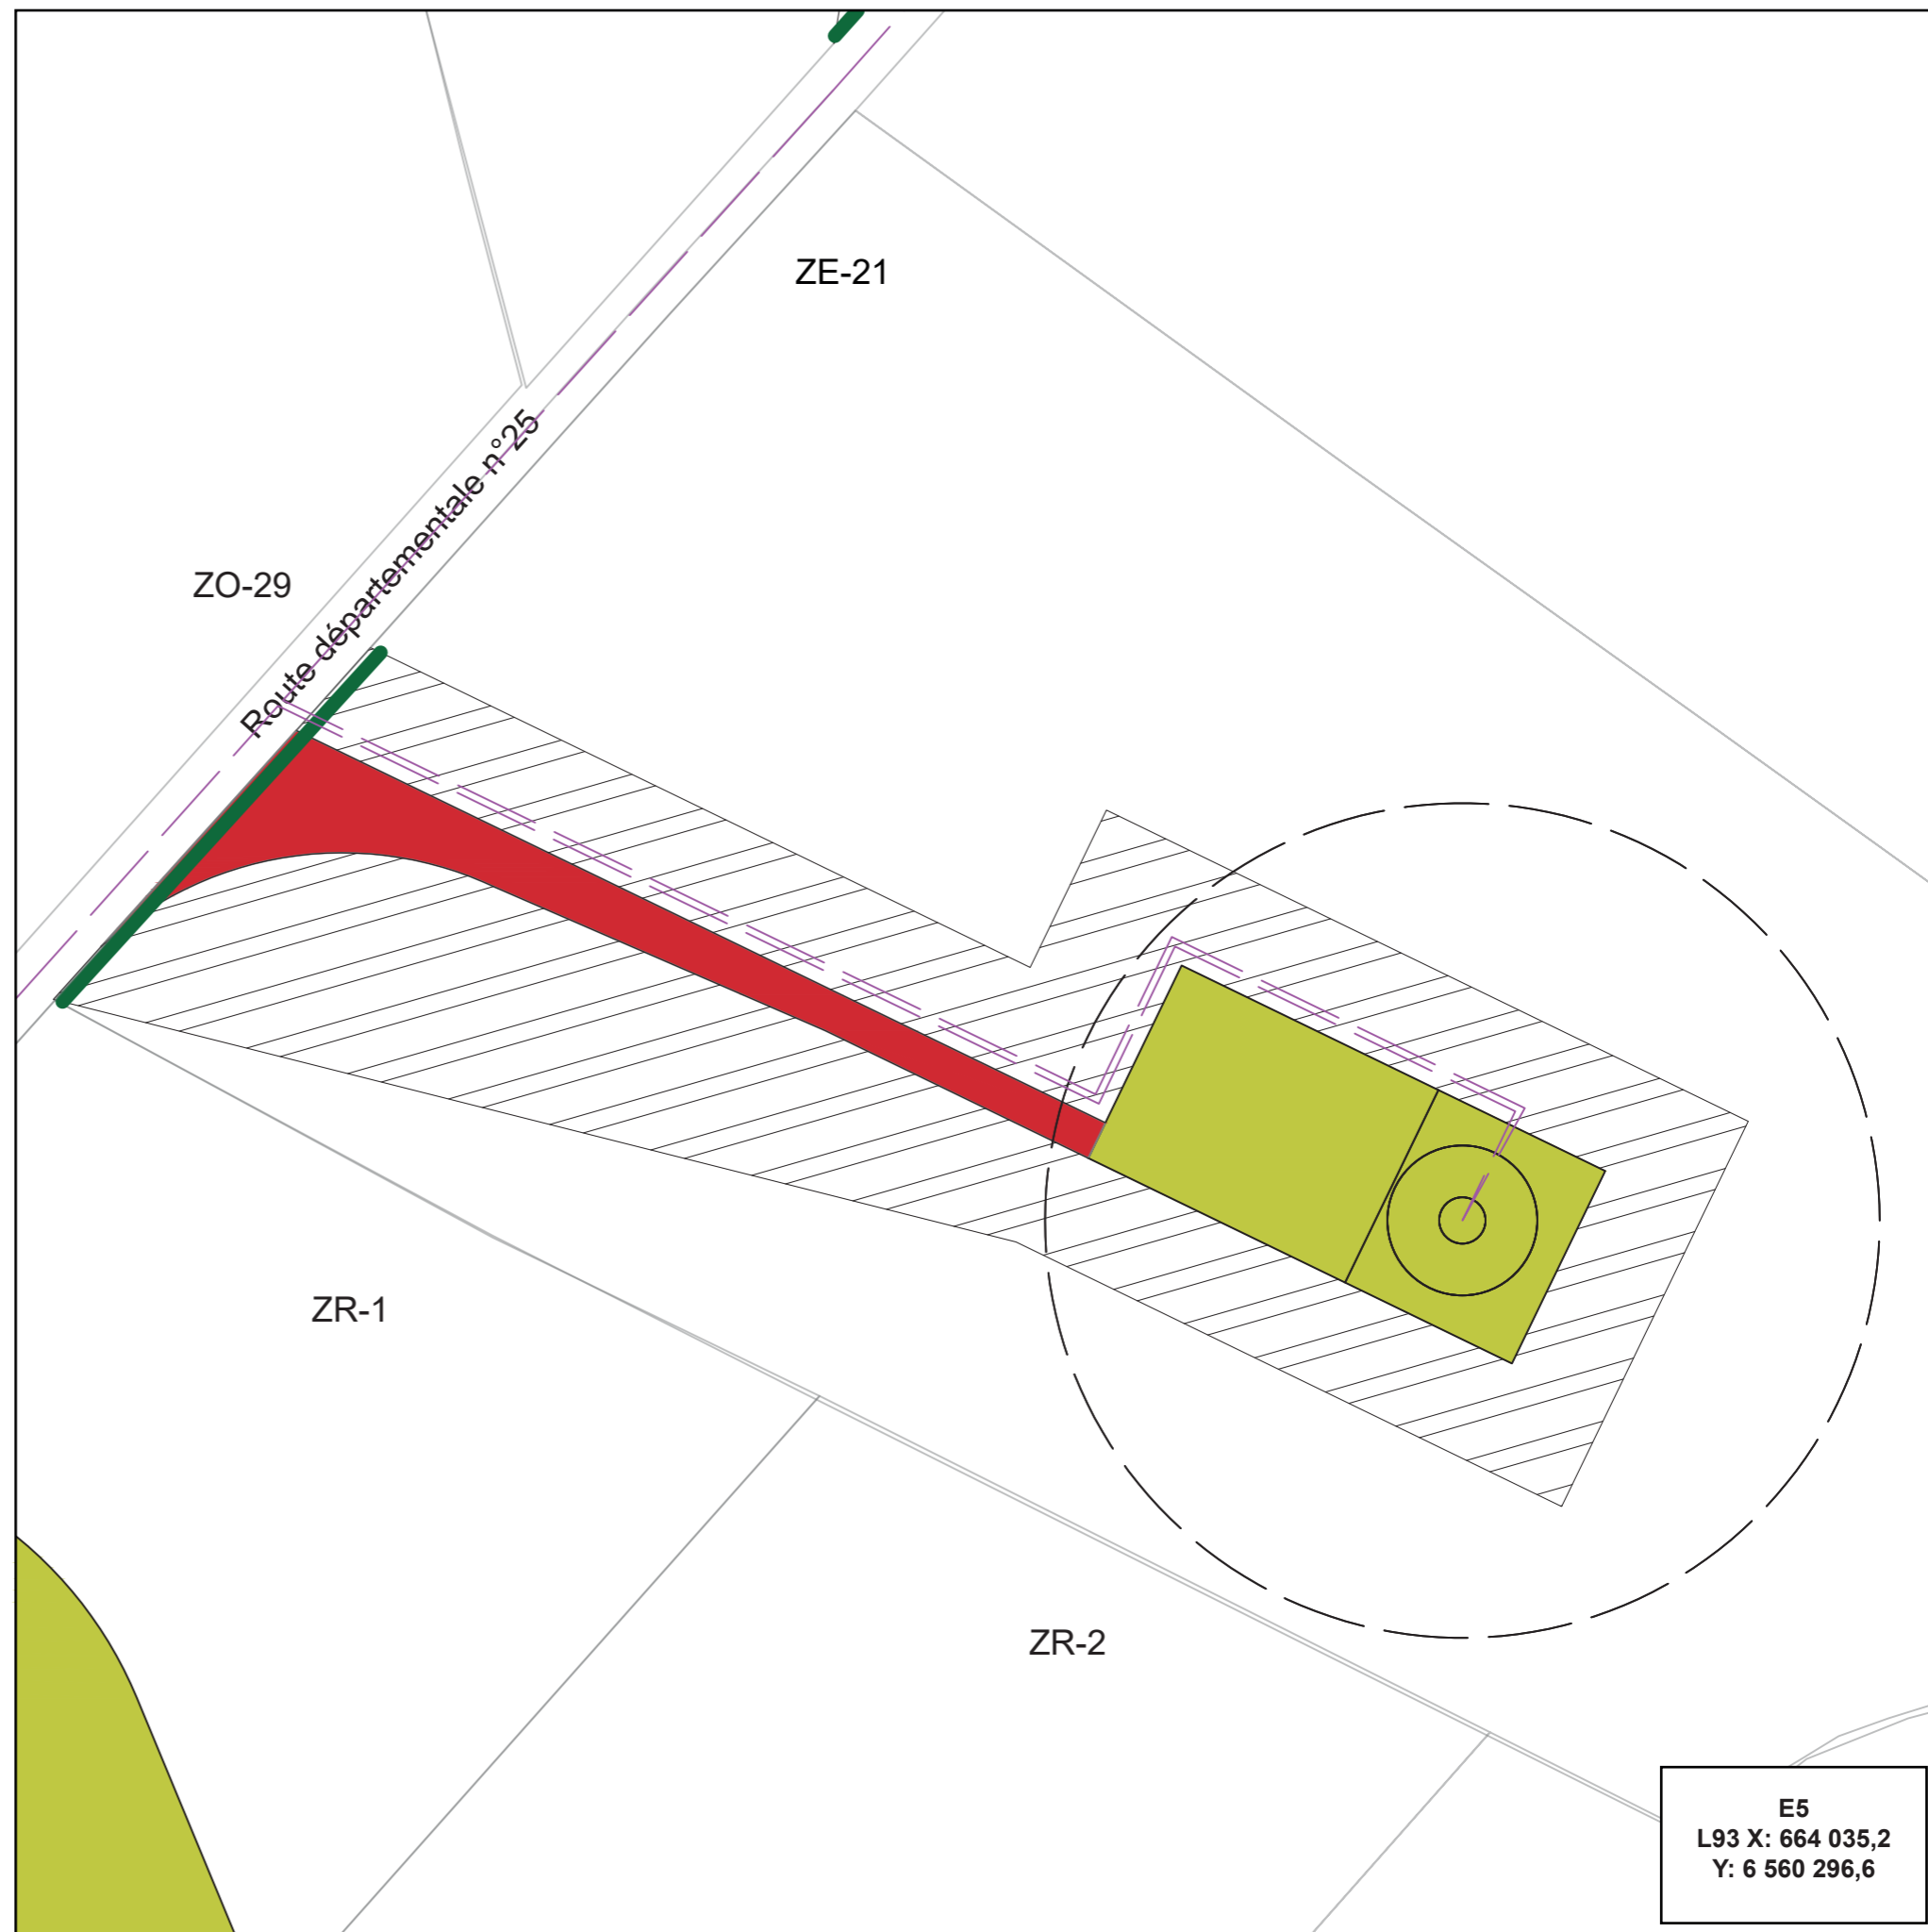 ZE-21
Route départementale n°25
ZO-29
ZR-1
ZR-2
E5
L93 X: 664 035,2
Y: 6 560 296,6